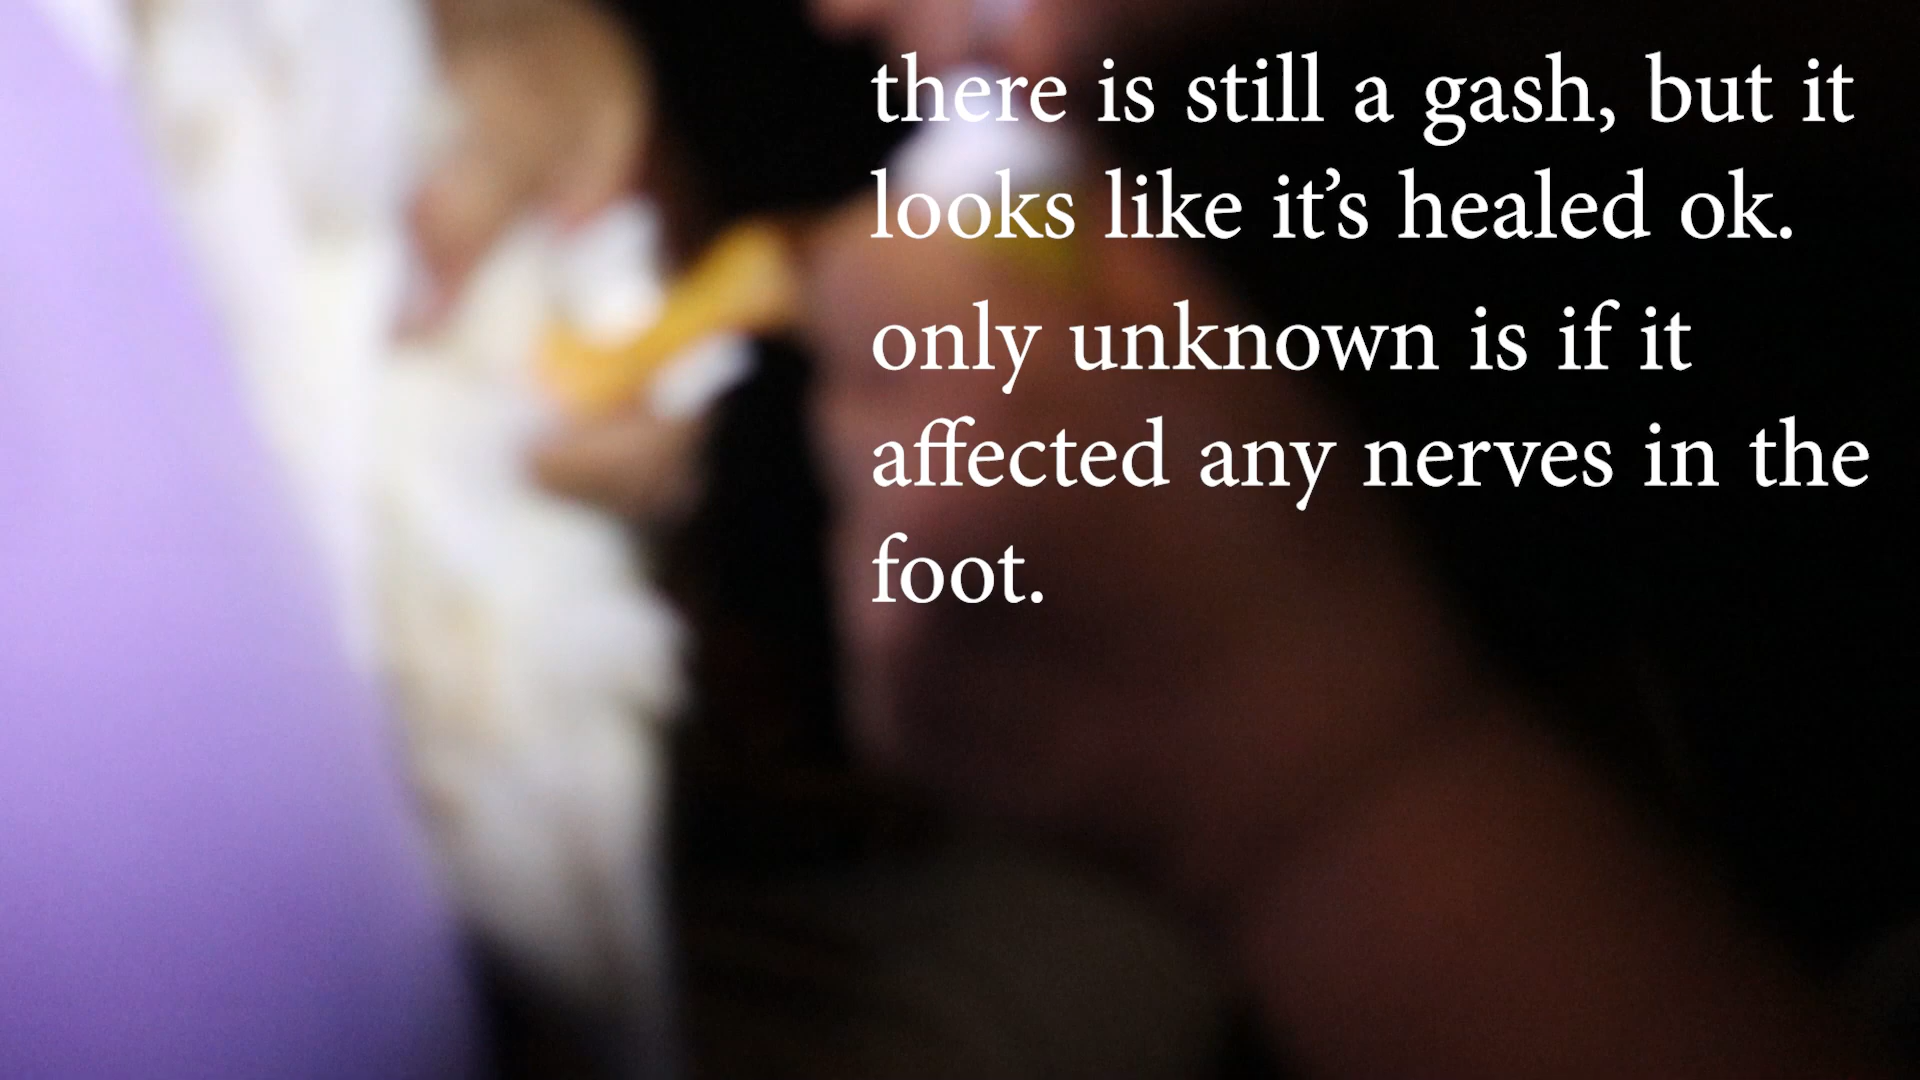 there is still a gash, but it
looks like it’s healed ok.
only unknown is if it
affected any nerves in the
foot.